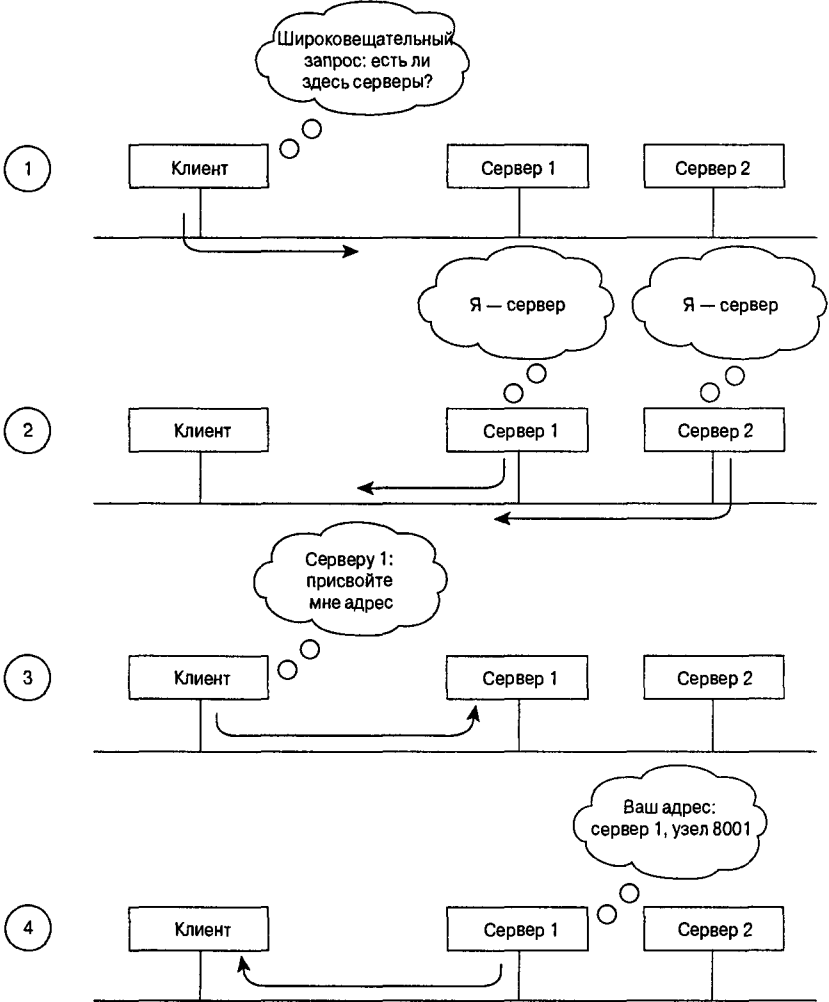 Широковещательный
запрос: есть ли
здесь серверы?
1
Клиент
Сервер 1
Сервер 2
Я — сервер
Я — сервер
2
Клиент
Сервер 1
Сервер 2
Серверу 1:
присвойте
мне адрес
3
Клиент
Сервер 1
Сервер 2
Ваш адрес:
сервер 1, узел 8001
4
Клиент
Сервер 1
Сервер 2